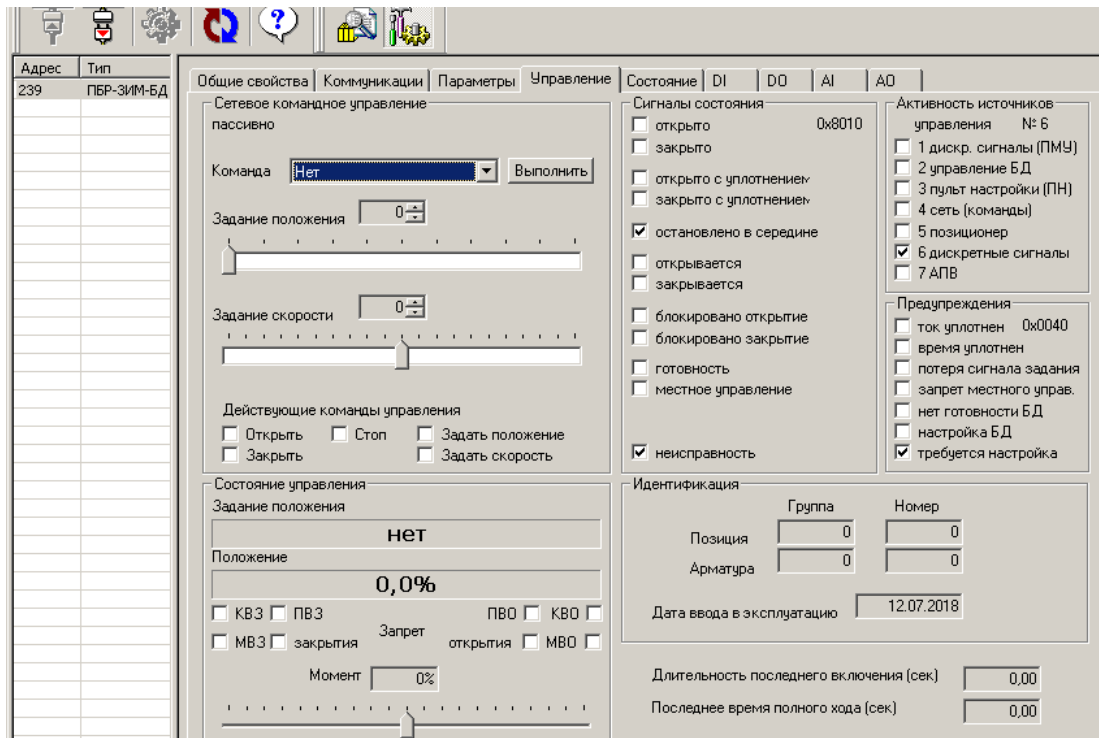 Адрес Тип
239 ПБР-ЗИМ-БД
Общие свойства Коммуникации Параметры Управление Состояние DI DO AI AO
Сетевое командное управление
пассивно
Команда Нет Выполнить
Задание положения 0
Задание скорости 0
Действующие команды управления
Открыть Стоп Задать положение
Закрыть Задать скорость
Сигналы состояния
открыто 0x8010
закрыто
открыто с уплотнением
закрыто с уплотнением
остановлено в середине
открывается
закрывается
блокировано открытие
блокировано закрытие
готовность
местное управление
неисправность
Активность источников
управления № 6
1 дискр. сигналы (ПМУ)
2 управление БД
3 пульт настройки (ПН)
4 сеть (команды)
5 позиционер
6 дискретные сигналы
7 АПВ
Предупреждения
ток уплотнен 0x0040
время уплотнен
потеря сигнала задания
запрет местного управ.
нет готовности БД
настройка БД
требуется настройка
Состояние управления
Задание положения
нет
Положение
0,0%
КВЗ ПВЗ ПВО КВО
Запрет
МВЗ закрытия открытия МВО
Момент 0%
Идентификация
Группа Номер
Позиция 0 0
Арматура 0 0
Дата ввода в эксплуатацию 12.07.2018
Длительность последнего включения (сек) 0,00
Последнее время полного хода (сек) 0,00